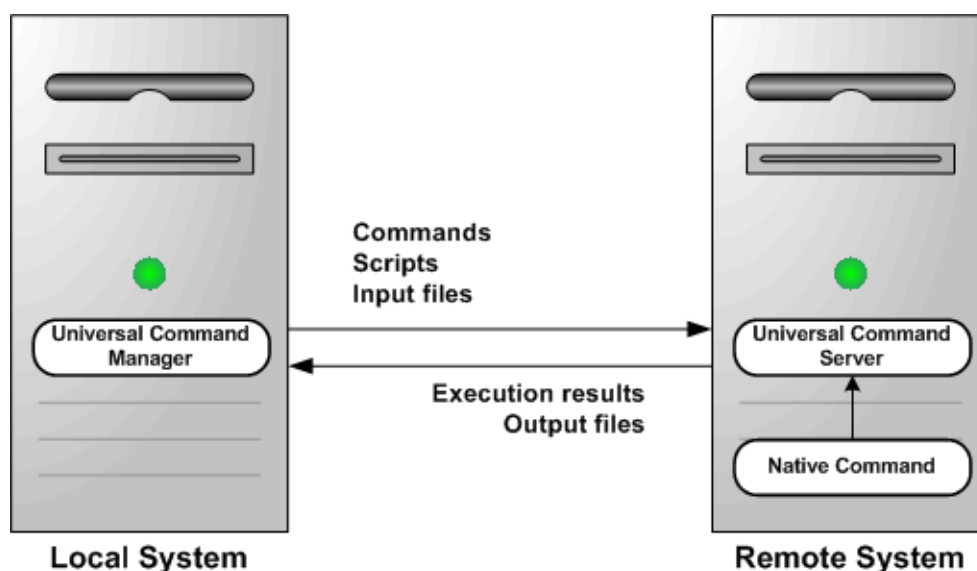 Commands
Scripts
Input files
Universal Command
Manager
Universal Command
Server
Execution results
Output files
Native Command
Local System
Remote System